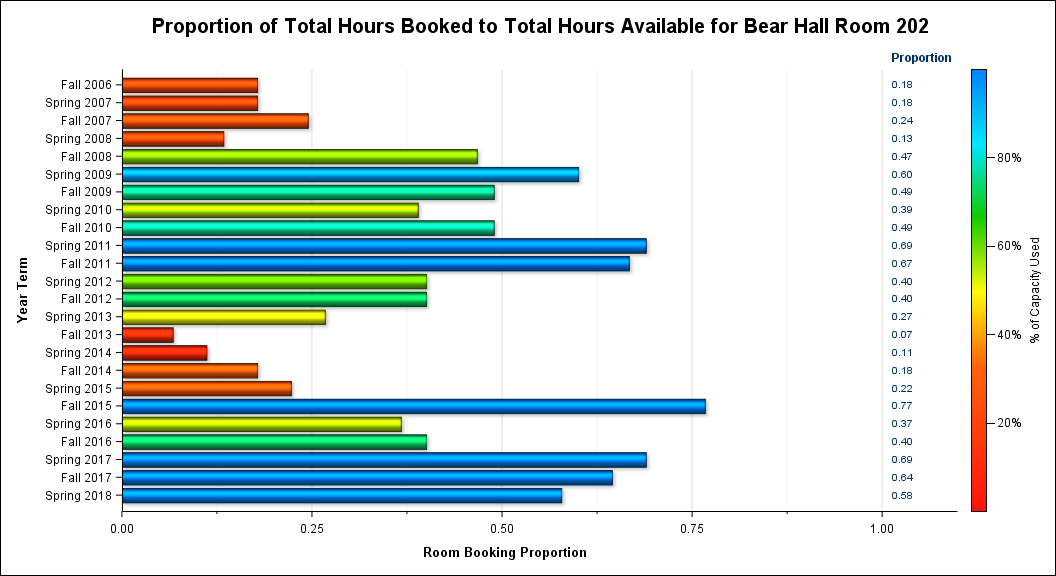 Proportion of Total Hours Booked to Total Hours Available for Bear Hall Room 202
Proportion
Fall 2006 0.18
Spring 2007 0.18
Fall 2007 0.24
Spring 2008 0.13
Fall 2008 0.47
Spring 2009 0.60
Fall 2009 0.49
Spring 2010 0.39
Fall 2010 0.49
Spring 2011 0.69
Fall 2011 0.67
Spring 2012 0.40
Fall 2012 0.40
Spring 2013 0.27
Fall 2013 0.07
Spring 2014 0.11
Fall 2014 0.18
Spring 2015 0.22
Fall 2015 0.77
Spring 2016 0.37
Fall 2016 0.40
Spring 2017 0.69
Fall 2017 0.64
Spring 2018 0.58
Year Term
0.00 0.25 0.50 0.75 1.00
Room Booking Proportion
80%
60%
40%
20%
% of Capacity Used